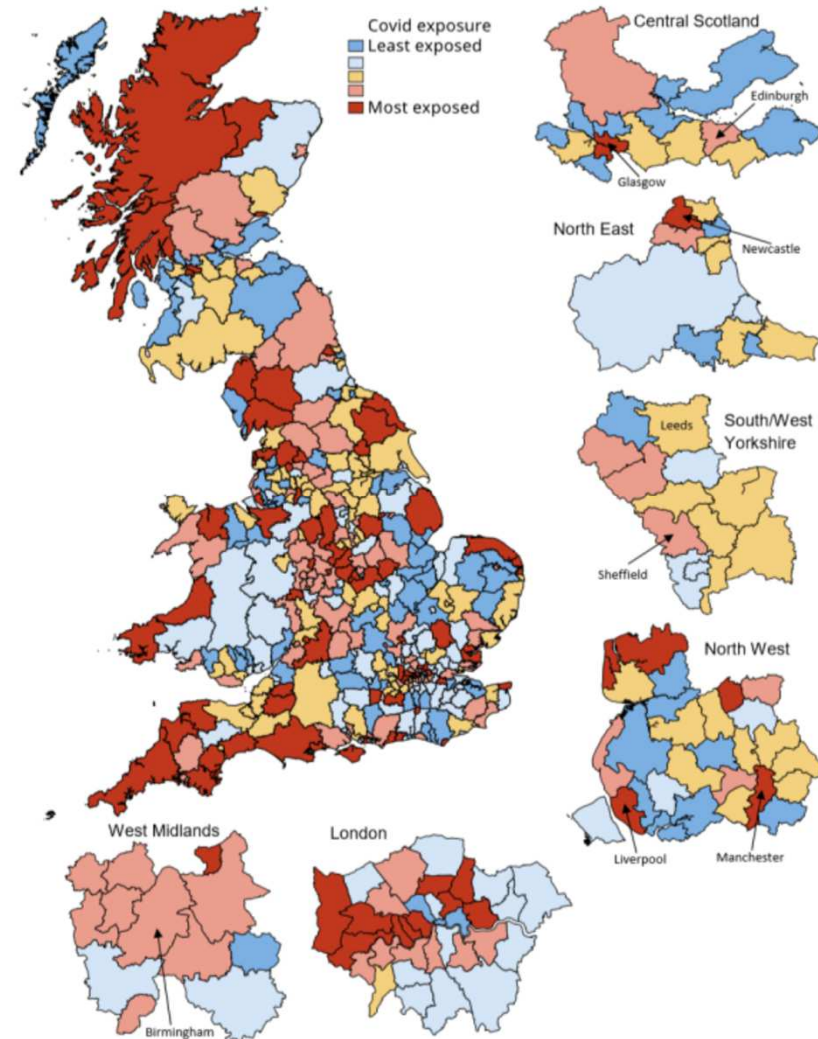 Covid exposure
Least exposed
Most exposed
Central Scotland
Edinburgh
Glasgow
North East
Newcastle
South/West
Yorkshire
Leeds
Sheffield
North West
Liverpool
Manchester
West Midlands
Birmingham
London